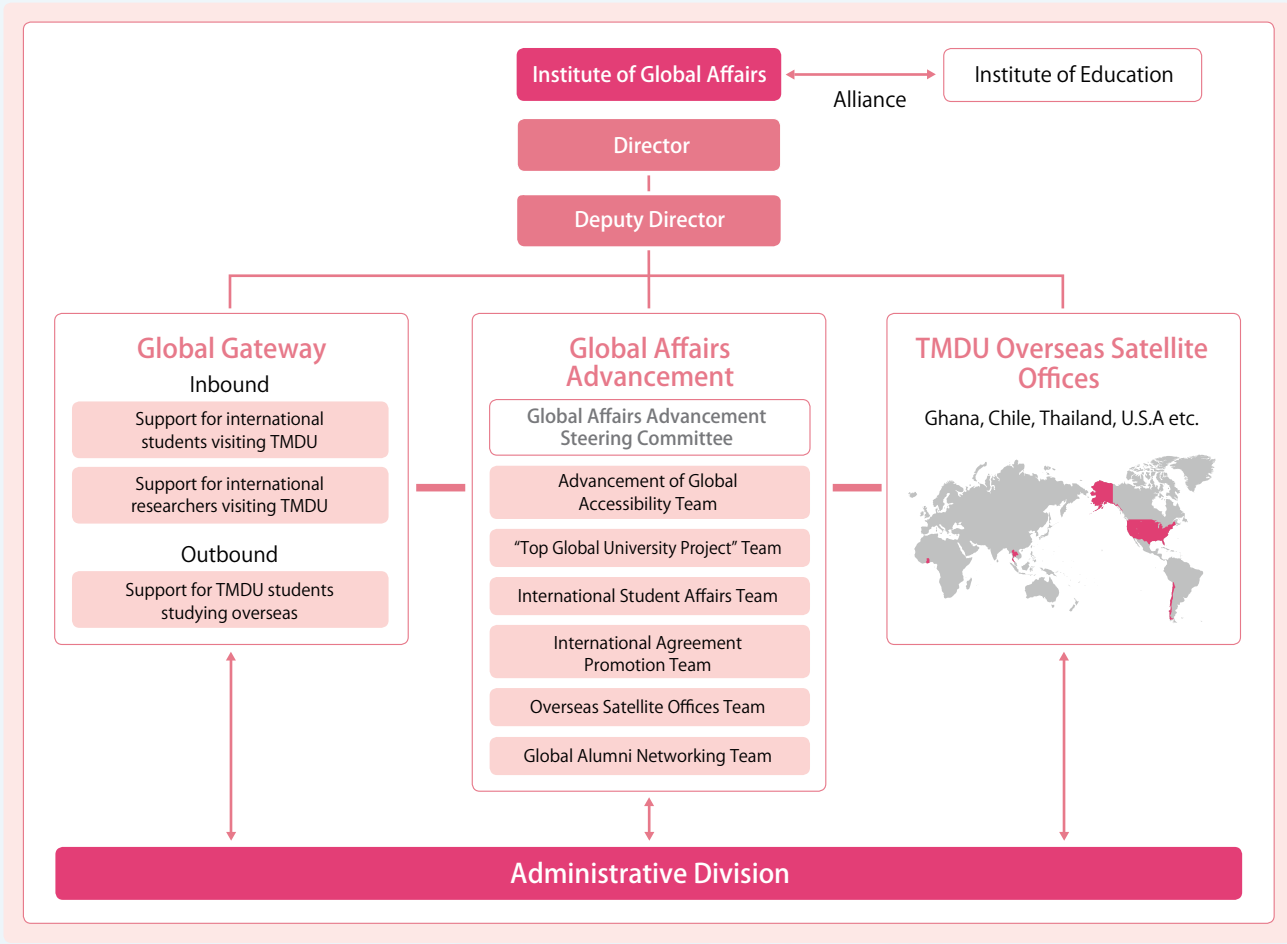 Institute of Global Affairs
Institute of Education
Alliance
Director
Deputy Director
Global Gateway
Inbound
Support for international
students visiting TMDU
Support for international
researchers visiting TMDU
Outbound
Support for TMDU students
studying overseas
Global Affairs
Advancement
Global Affairs Advancement
Steering Committee
Advancement of Global
Accessibility Team
“Top Global University Project” Team
International Student Affairs Team
International Agreement
Promotion Team
Overseas Satellite Offices Team
Global Alumni Networking Team
TMDU Overseas Satellite
Offices
Ghana, Chile, Thailand, U.S.A etc.
Administrative Division